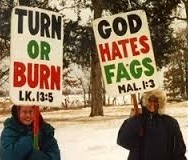 TURN
OR
BURN
LK. 13:5
GOD
HATES
FAGS
MAL. 1:3